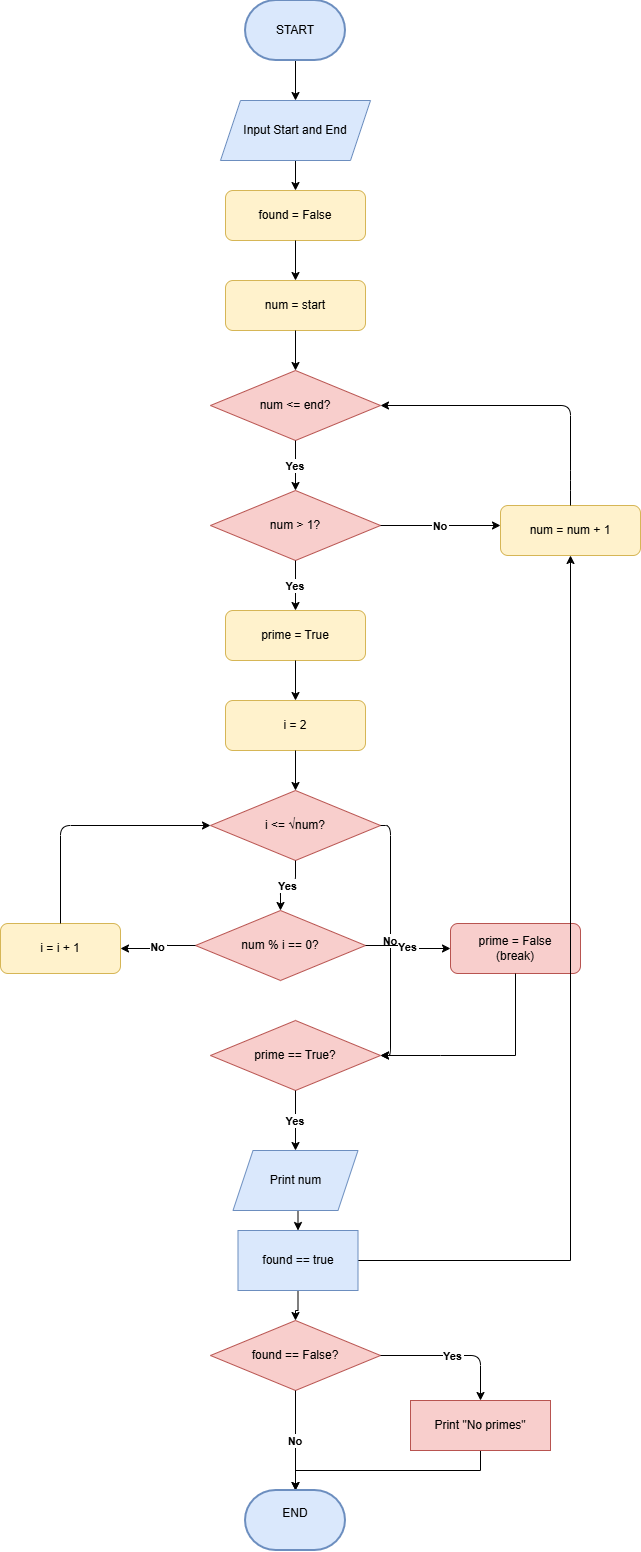 START
Input Start and End
found = False
num = start
num <= end?
Yes
num > 1?
No
num = num + 1
Yes
prime = True
i = 2
i <= √num?
Yes
No
i = i + 1
No
num % i == 0?
Yes
prime = False
(break)
prime == True?
Yes
Print num
found == true
found == False?
Yes
Print "No primes"
No
END